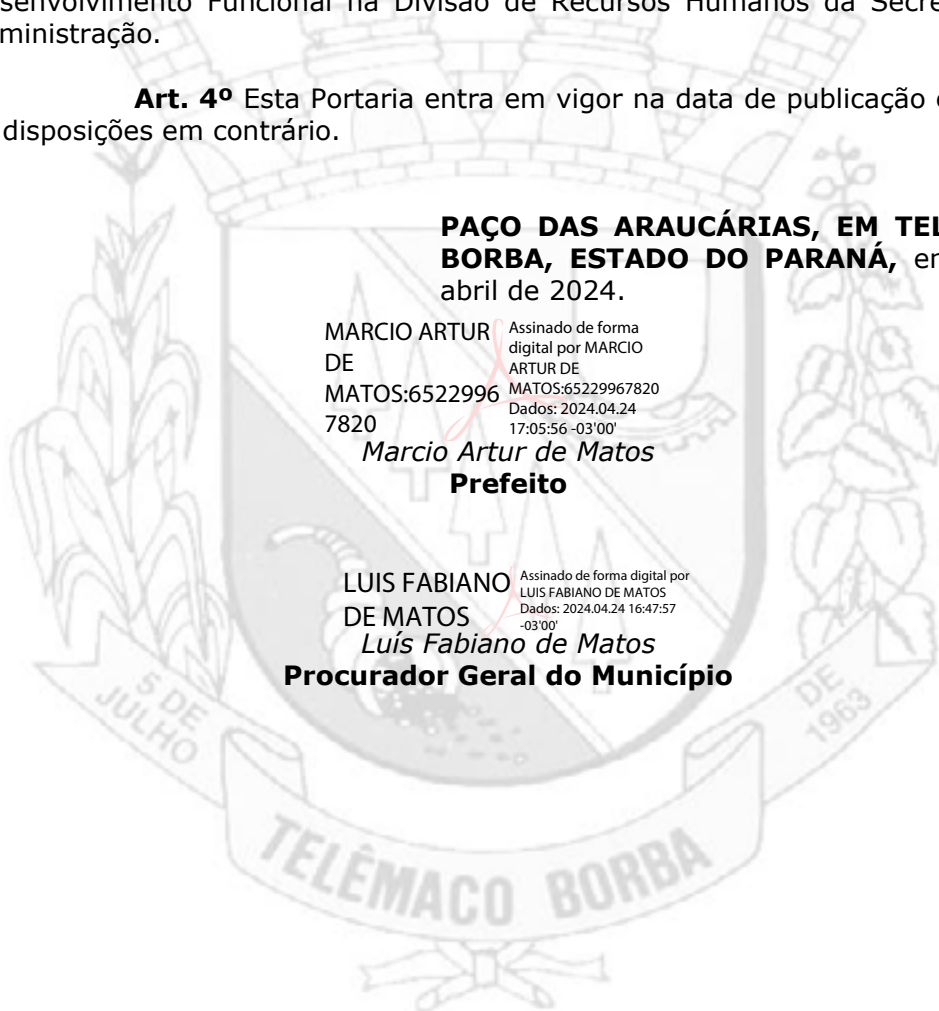 senvolvimento Funcional na Divisão de Recursos Humanos da Secre
ministração.
Art. 4º Esta Portaria entra em vigor na data de publicação
disposições em contrário.
PAÇO DAS ARAUCÁRIAS, EM TEL
BORBA, ESTADO DO PARANÁ, e
abril de 2024.
MARCIO ARTUR
DE
MATOS:6522996
7820
Assinado de forma
digital por MARCIO
ARTUR DE
MATOS:65229967820
Dados: 2024.04.24
17:05:56 -03'00'
Marcio Artur de Matos
Prefeito
LUIS FABIANO
DE MATOS
Assinado de forma digital por
LUIS FABIANO DE MATOS
Dados: 2024.04.24 16:47:57
-03'00'
Luís Fabiano de Matos
Procurador Geral do Município
5 DE
JULHO
DE
1963
TELÊMACO BORBA